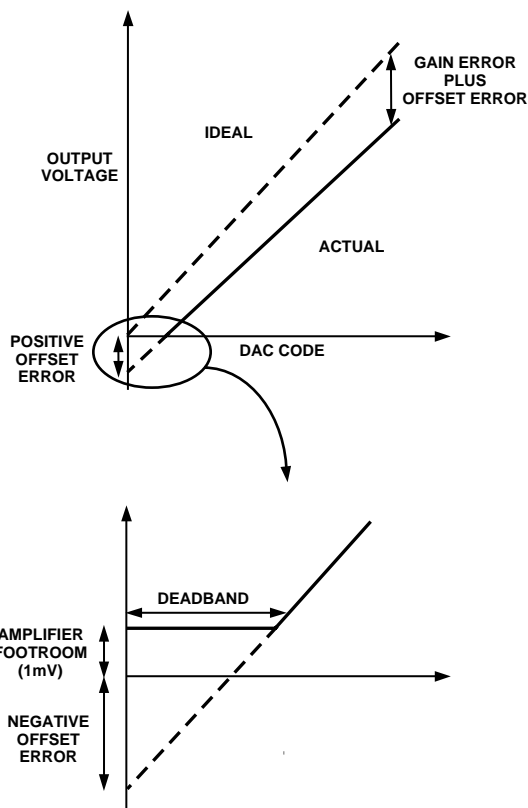 GAIN ERROR
PLUS
OFFSET ERROR
IDEAL
OUTPUT
VOLTAGE
ACTUAL
POSITIVE
OFFSET
ERROR
DAC CODE
DEADBAND
AMPLIFIER
FOOTROOM
(1mV)
NEGATIVE
OFFSET
ERROR